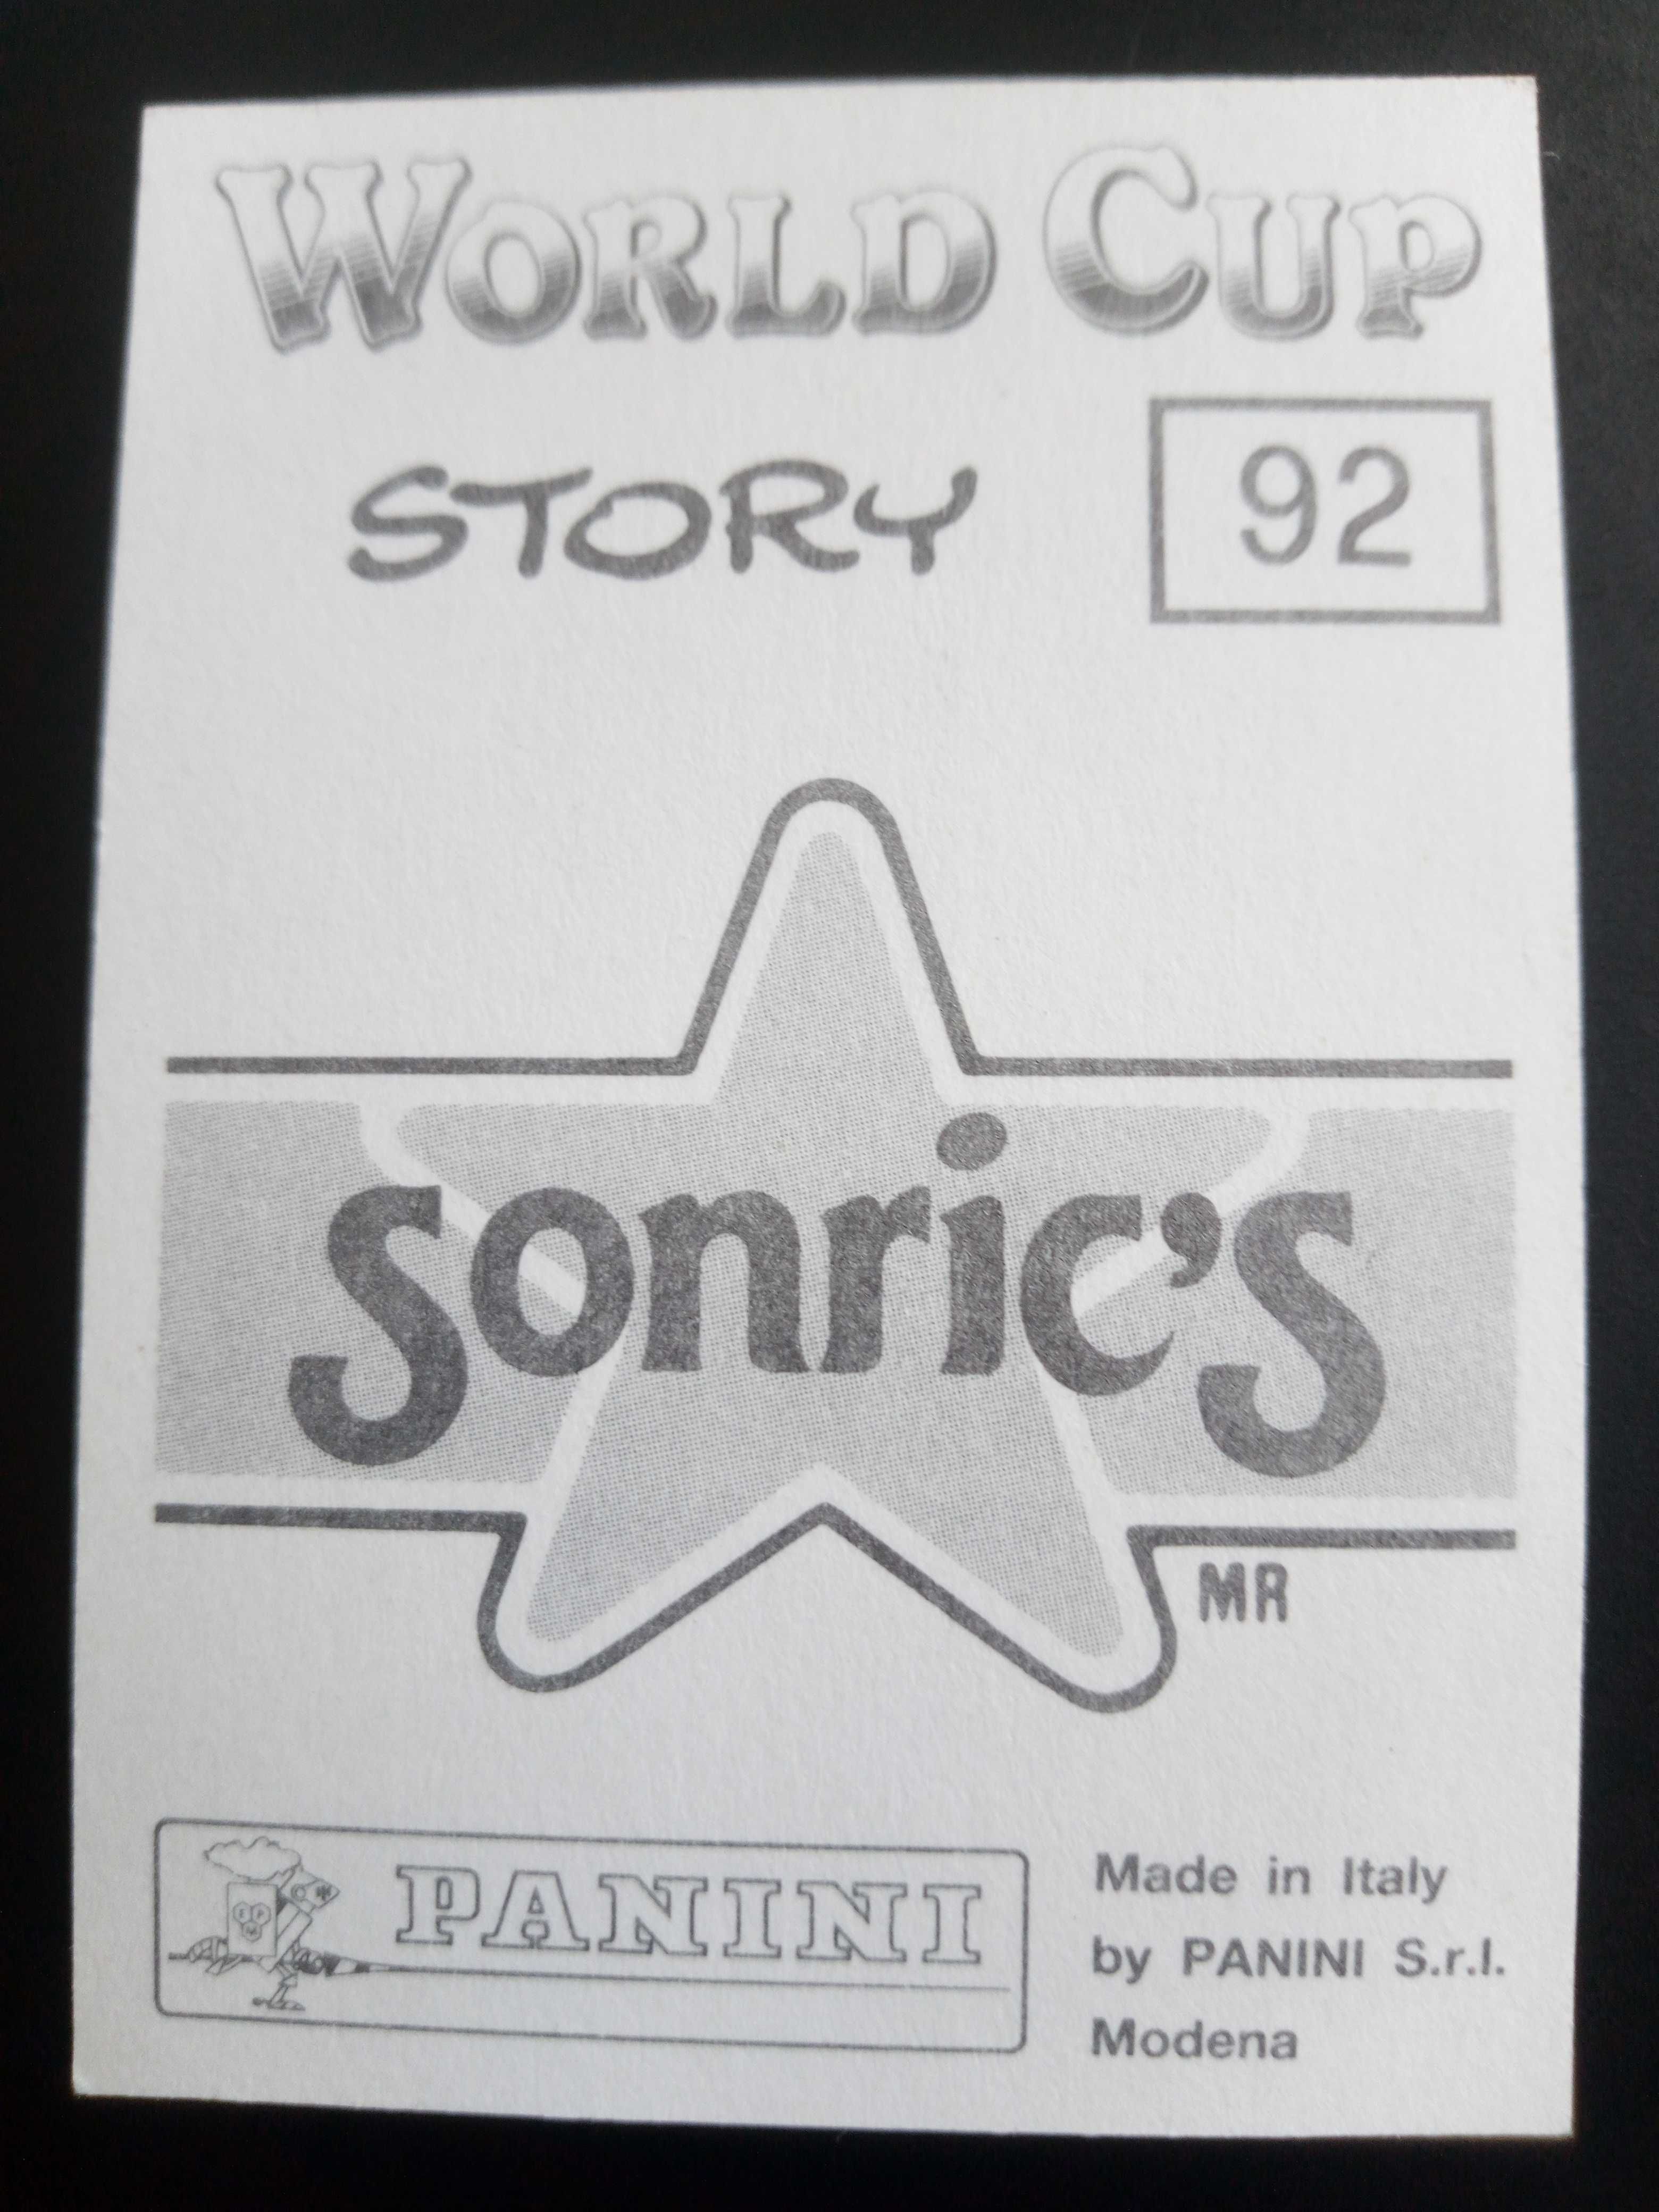 WORLD CUP
STORY
92
sonric's
MR
PANINI
Made in Italy
by PANINI S.r.l.
Modena